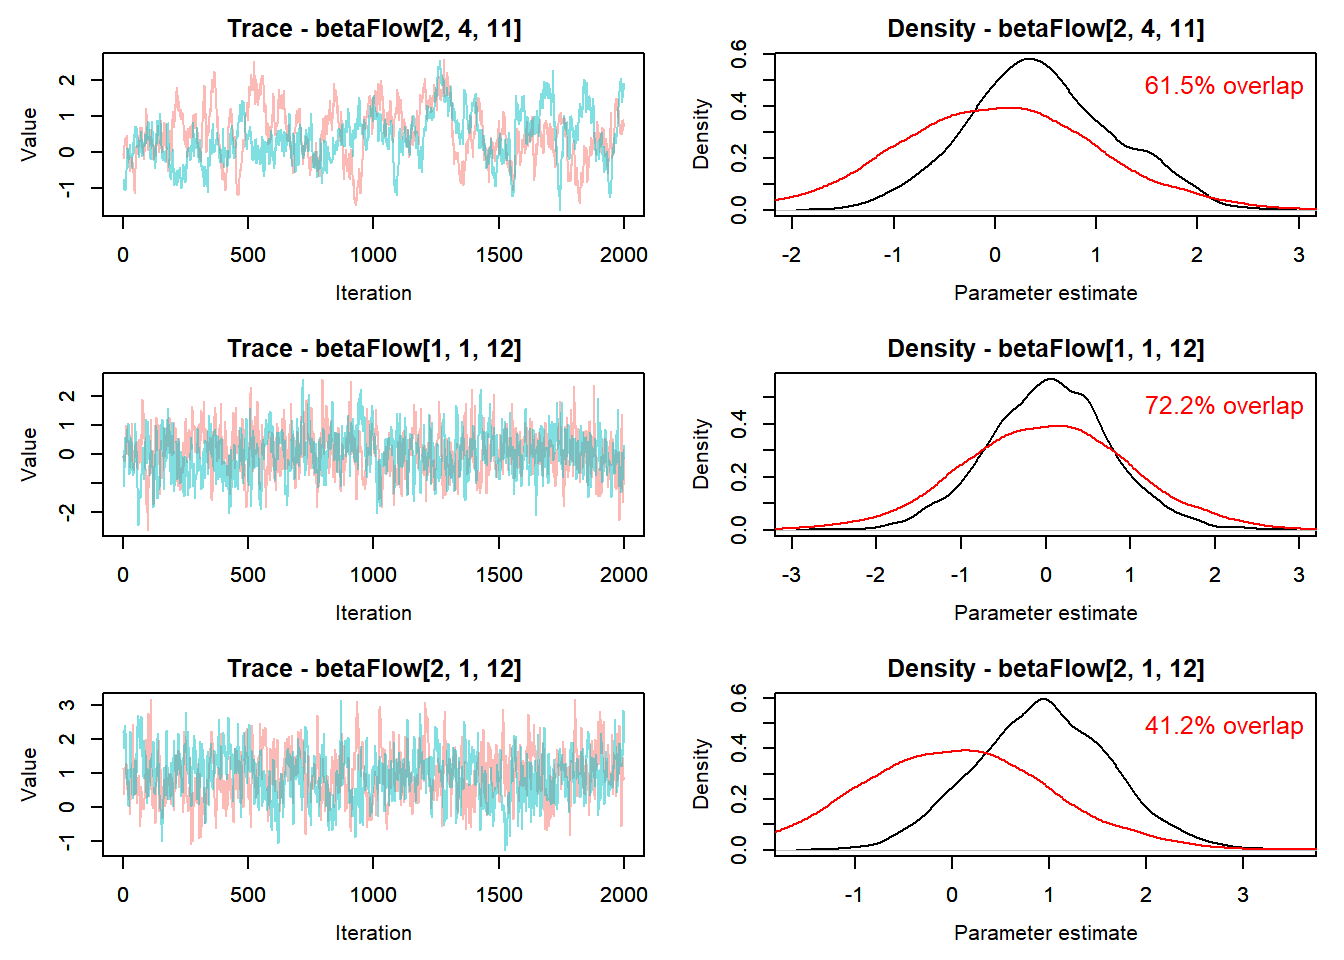 Trace - betaFlow[2, 4, 11]
Value
2
1
0
-1
0 500 1000 1500 2000
Iteration
Density - betaFlow[2, 4, 11]
61.5% overlap
Density
0.6
0.4
0.2
0.0
-2 -1 0 1 2 3
Parameter estimate
Trace - betaFlow[1, 1, 12]
Value
2
1
0
-2
0 500 1000 1500 2000
Iteration
Density - betaFlow[1, 1, 12]
72.2% overlap
Density
0.4
0.2
0.0
-3 -2 -1 0 1 2 3
Parameter estimate
Trace - betaFlow[2, 1, 12]
Value
3
2
1
0
-1
0 500 1000 1500 2000
Iteration
Density - betaFlow[2, 1, 12]
41.2% overlap
Density
0.6
0.4
0.2
0.0
-1 0 1 2 3
Parameter estimate